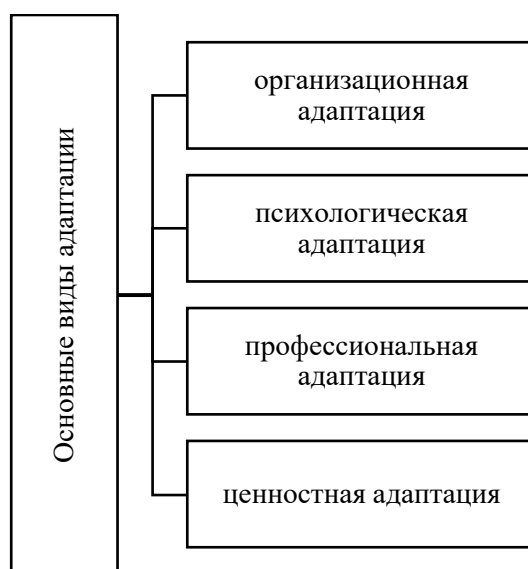 Основные виды адаптации
организационная
адаптация
психологическая
адаптация
профессиональная
адаптация
ценностная адаптация